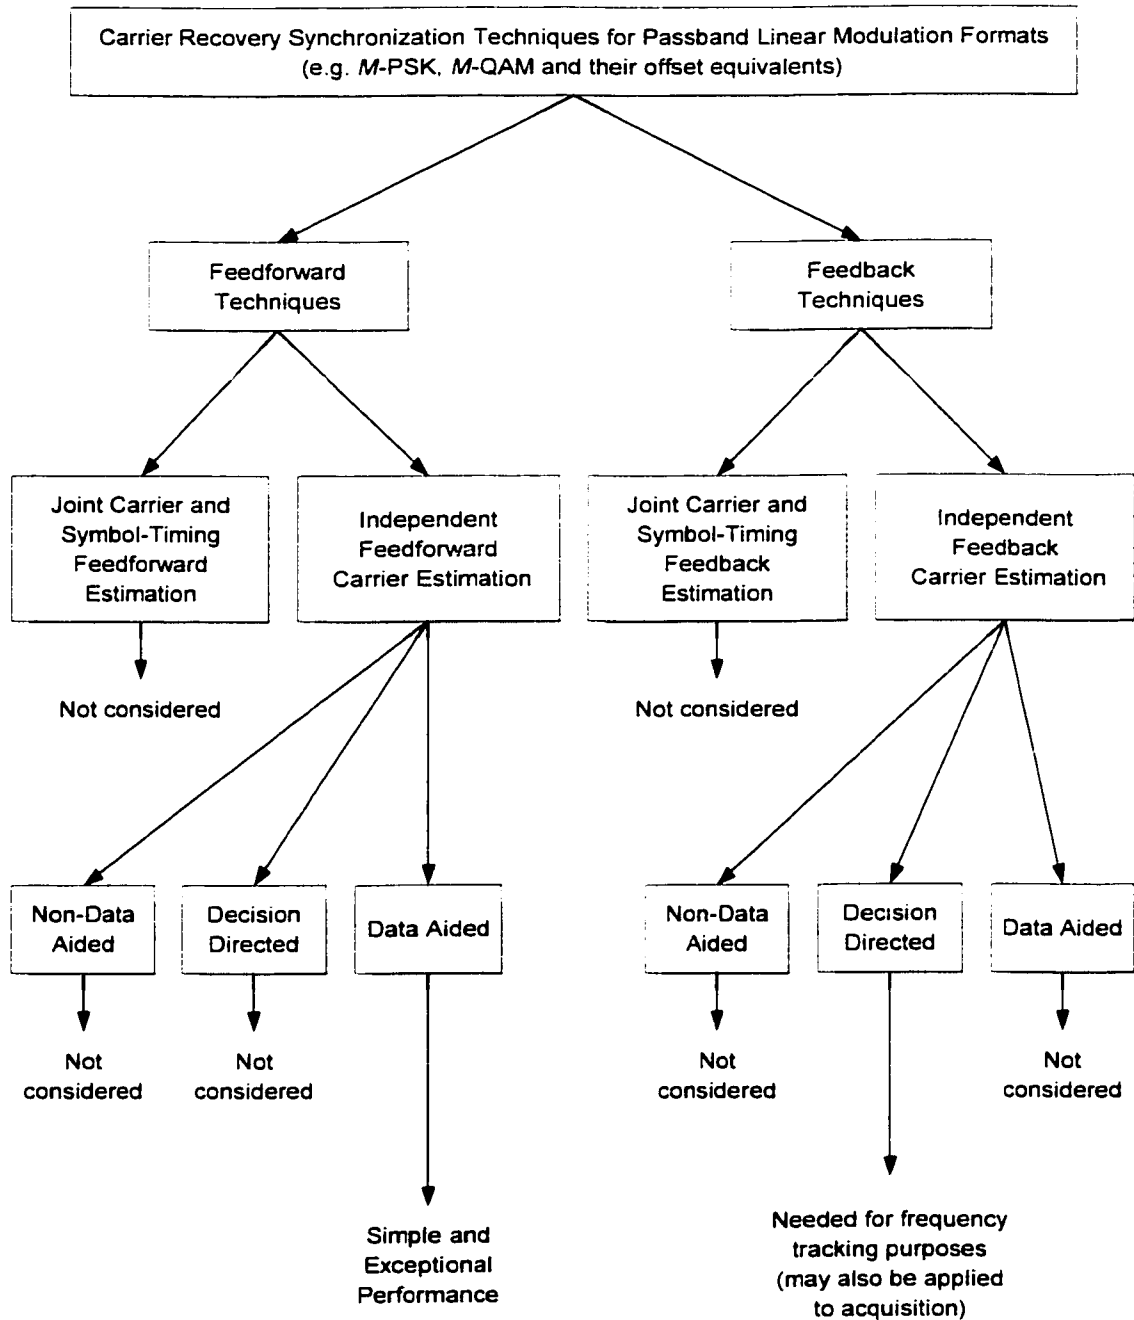 Carrier Recovery Synchronization Techniques for Passband Linear Modulation Formats
(e.g. M-PSK, M-QAM and their offset equivalents)
Feedforward
Techniques
Feedback
Techniques
Joint Carrier and
Symbol-Timing
Feedforward
Estimation
Independent
Feedforward
Carrier Estimation
Joint Carrier and
Symbol-Timing
Feedback
Estimation
Independent
Feedback
Carrier Estimation
Not considered
Not considered
Non-Data
Aided
Decision
Directed
Data Aided
Non-Data
Aided
Decision
Directed
Data Aided
Not
considered
Not
considered
Not
considered
Not
considered
Simple and
Exceptional
Performance
Needed for frequency
tracking purposes
(may also be applied
to acquisition)